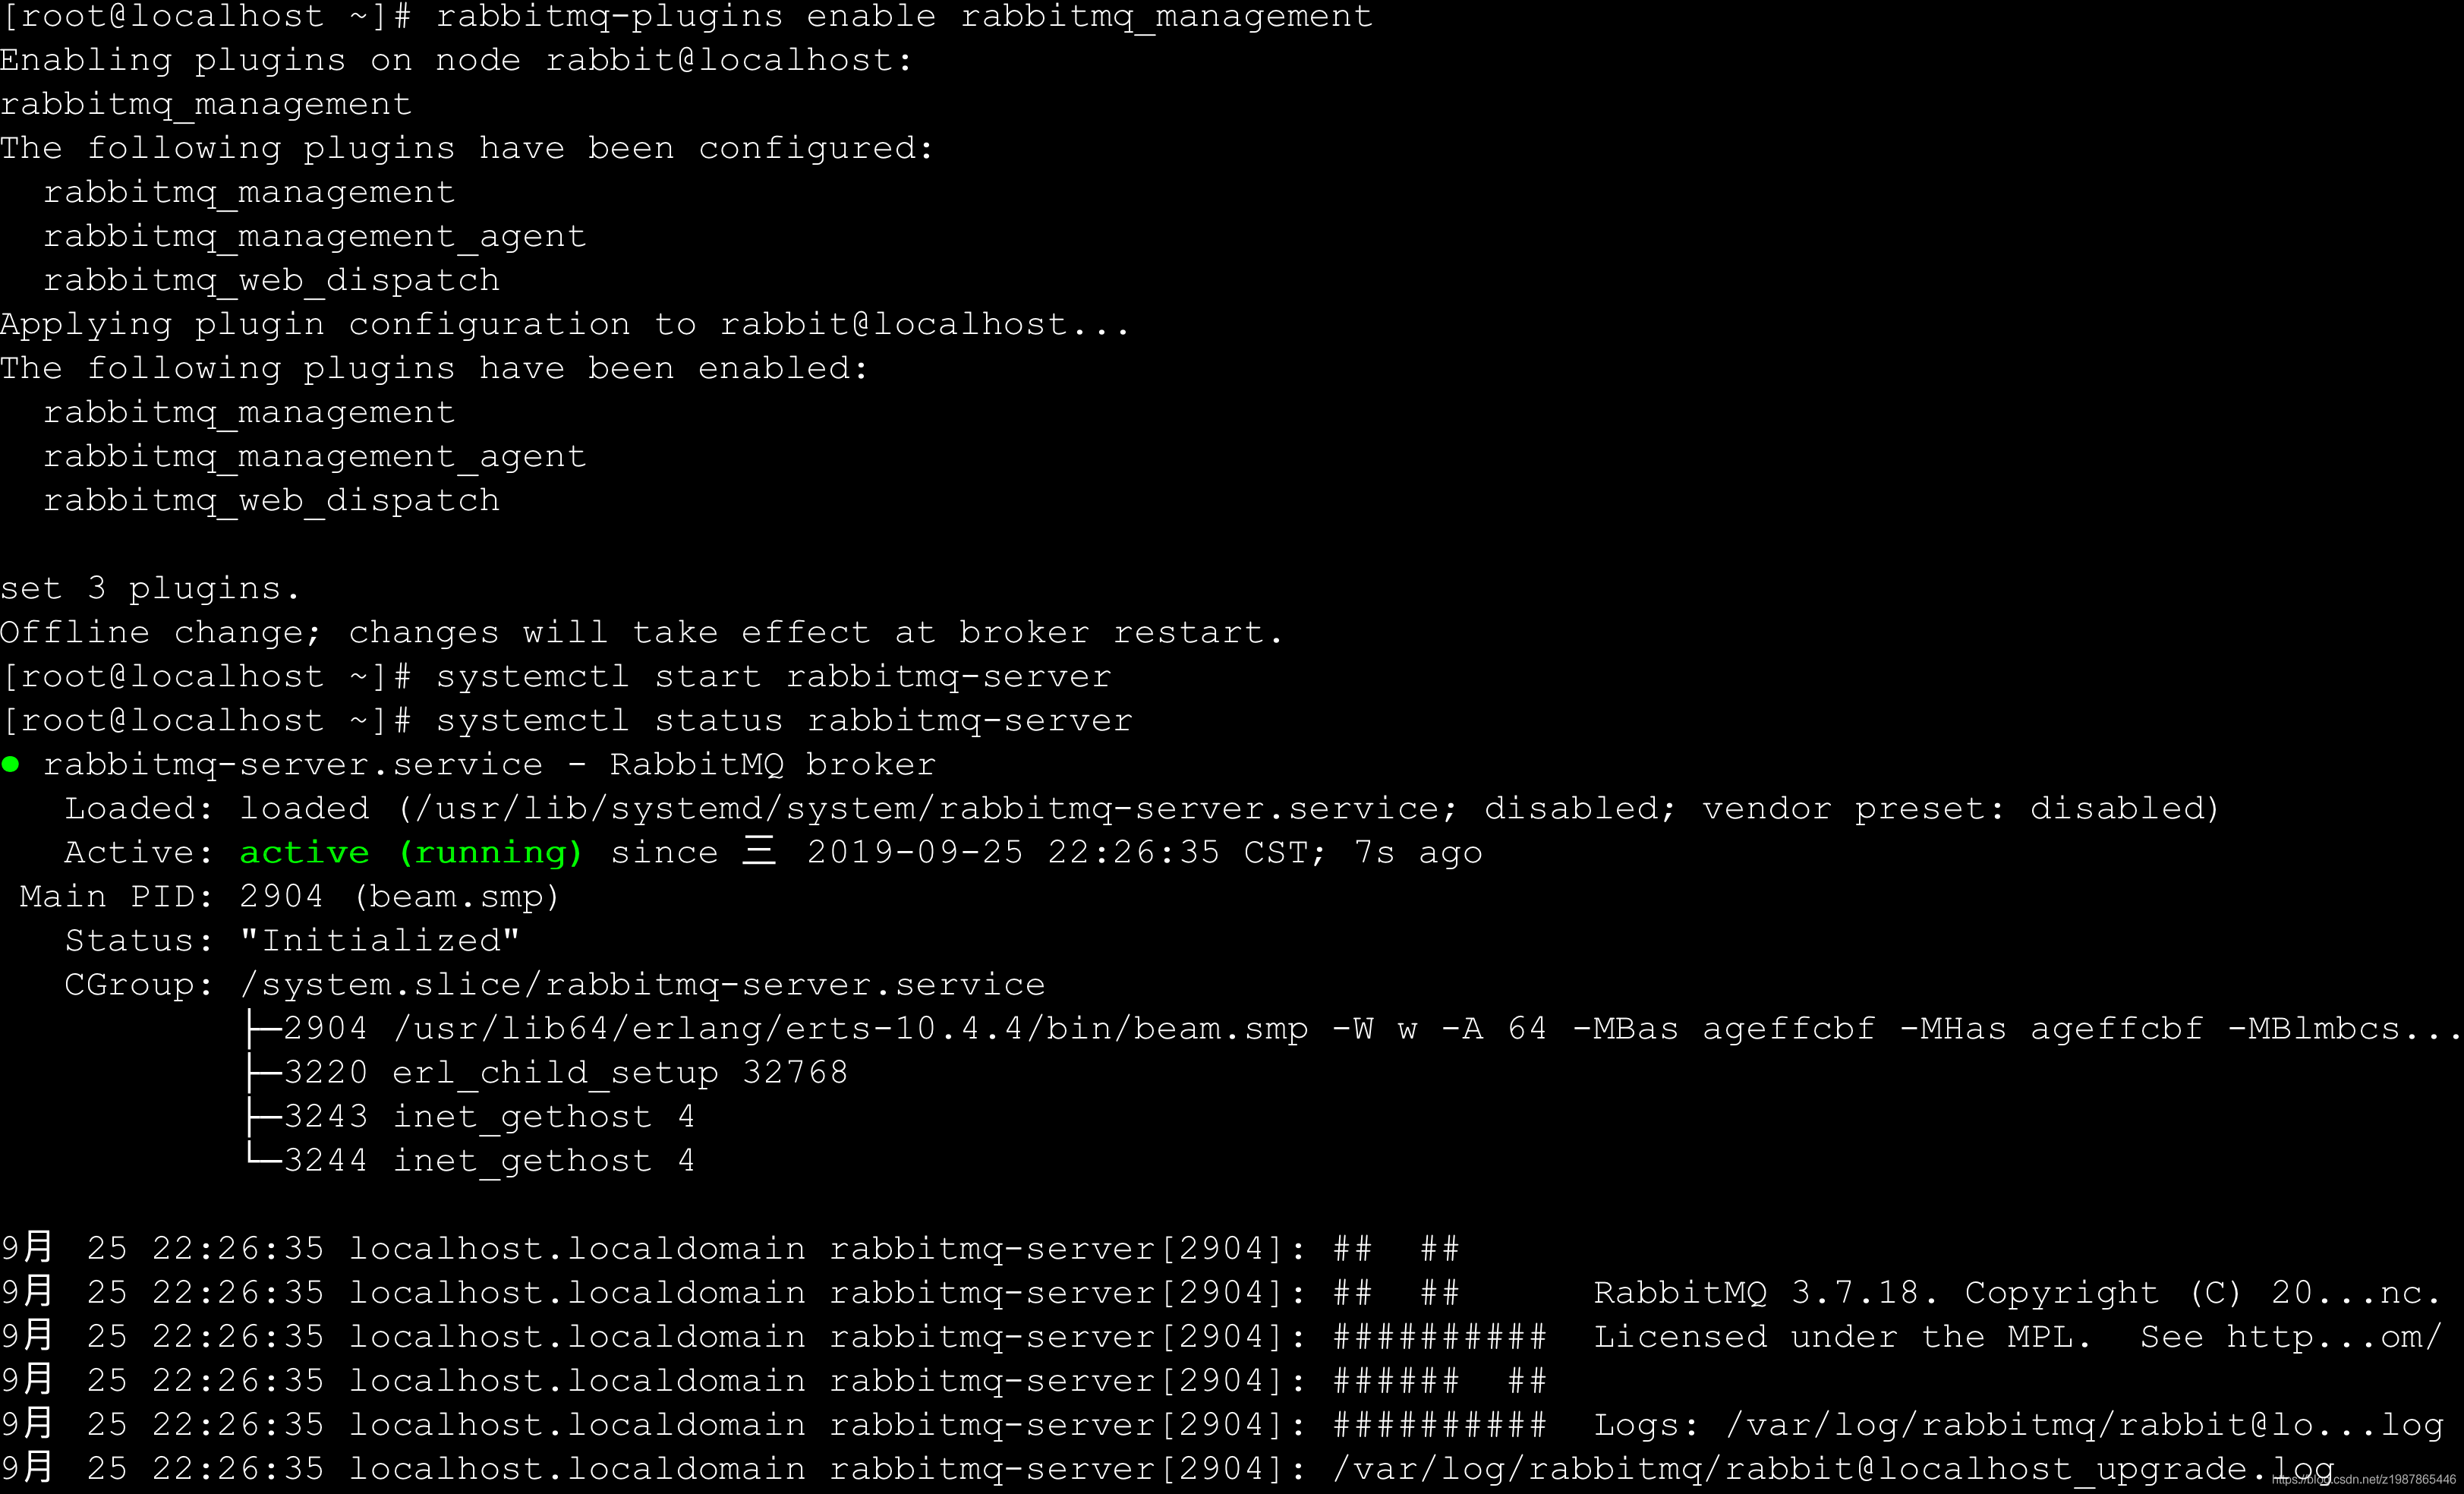 [root@localhost ~]# rabbitmq-plugins enable rabbitmq_management
Enabling plugins on node rabbit@localhost:
rabbitmq_management
The following plugins have been configured:
  rabbitmq_management
  rabbitmq_management_agent
  rabbitmq_web_dispatch
Applying plugin configuration to rabbit@localhost...
The following plugins have been enabled:
  rabbitmq_management
  rabbitmq_management_agent
  rabbitmq_web_dispatch

set 3 plugins.
Offline change; changes will take effect at broker restart.
[root@localhost ~]# systemctl start rabbitmq-server
[root@localhost ~]# systemctl status rabbitmq-server
● rabbitmq-server.service - RabbitMQ broker
   Loaded: loaded (/usr/lib/systemd/system/rabbitmq-server.service; disabled; vendor preset: disabled)
   Active: active (running) since 三 2019-09-25 22:26:35 CST; 7s ago
 Main PID: 2904 (beam.smp)
   Status: "Initialized"
   CGroup: /system.slice/rabbitmq-server.service
           ├─2904 /usr/lib64/erlang/erts-10.4.4/bin/beam.smp -W w -A 64 -MBas ageffcbf -MHas ageffcbf -MBlmbcs...
           ├─3220 erl_child_setup 32768
           ├─3243 inet_gethost 4
           └─3244 inet_gethost 4

9月  25 22:26:35 localhost.localdomain rabbitmq-server[2904]: ##  ##
9月  25 22:26:35 localhost.localdomain rabbitmq-server[2904]: ##  ##      RabbitMQ 3.7.18. Copyright (C) 20...nc.
9月  25 22:26:35 localhost.localdomain rabbitmq-server[2904]: ##########  Licensed under the MPL.  See http...om/
9月  25 22:26:35 localhost.localdomain rabbitmq-server[2904]: ######  ##
9月  25 22:26:35 localhost.localdomain rabbitmq-server[2904]: ##########  Logs: /var/log/rabbitmq/rabbit@lo...log
9月  25 22:26:35 localhost.localdomain rabbitmq-server[2904]: /var/log/rabbitmq/rabbit@localhost_upgrade.log
https://blog.csdn.net/z1987865446